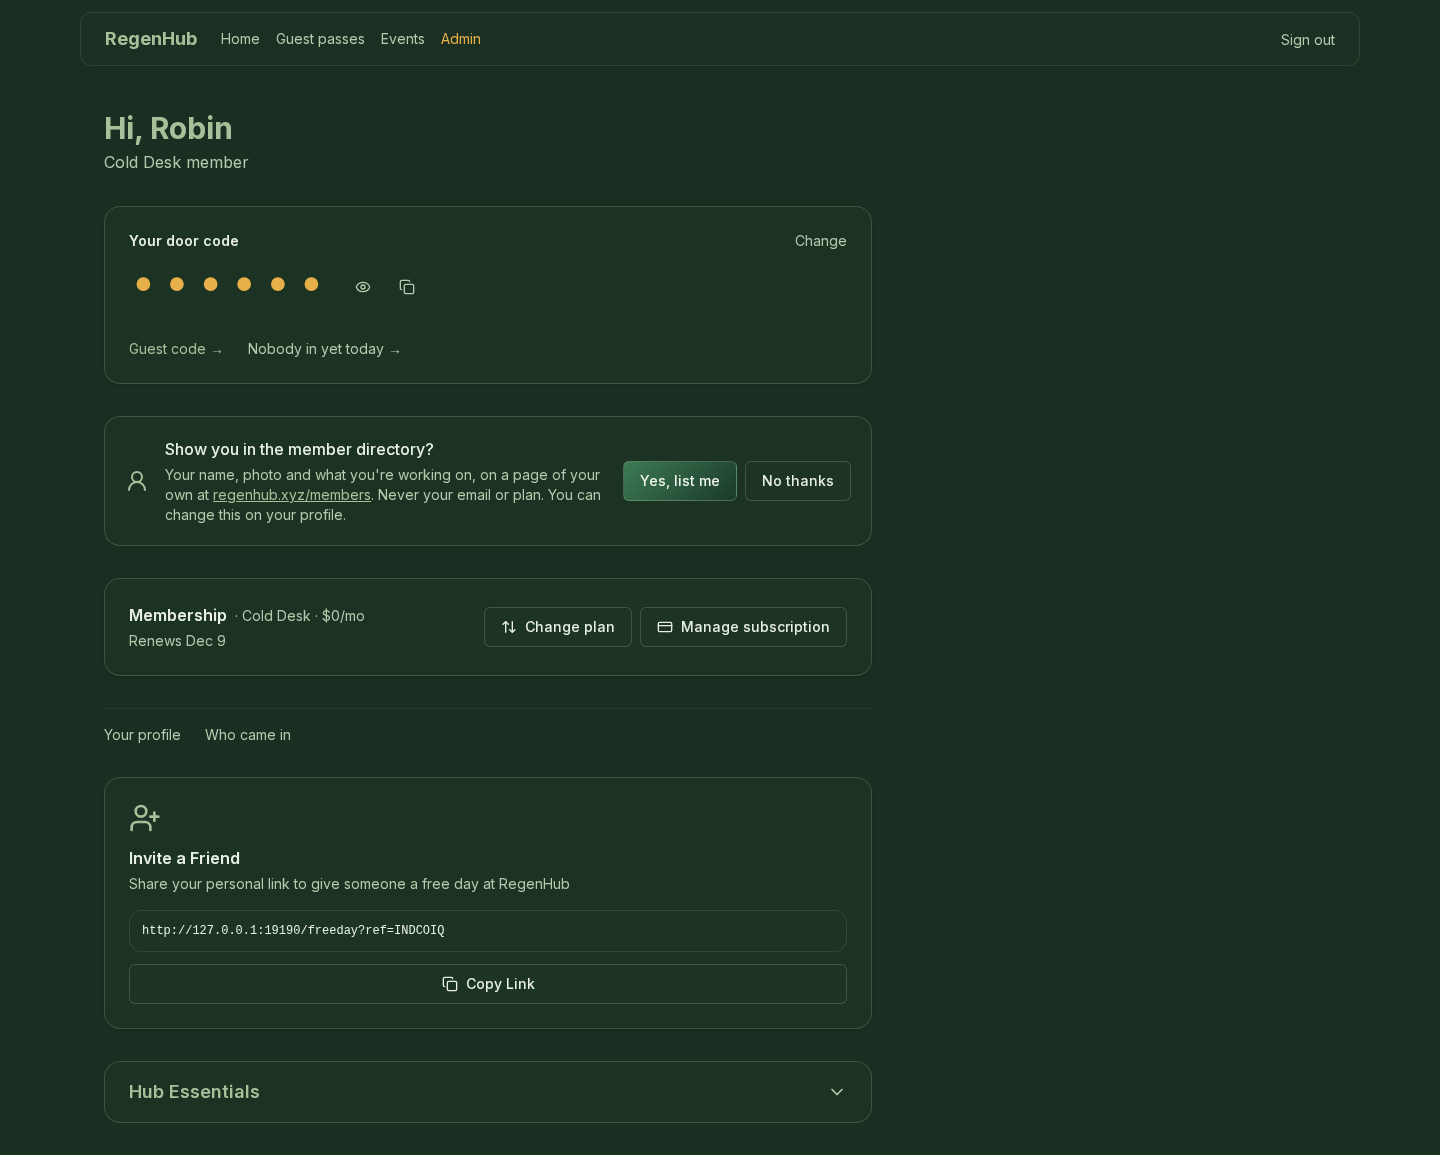 RegenHub Home Guest passes Events Admin Sign out
Hi, Robin
Cold Desk member
Your door code Change
Guest code → Nobody in yet today →
Show you in the member directory?
Your name, photo and what you're working on, on a page of your
own at regenhub.xyz/members. Never your email or plan. You can
change this on your profile.
Yes, list me No thanks
Membership · Cold Desk · $0/mo
Renews Dec 9
Change plan Manage subscription
Your profile Who came in
Invite a Friend
Share your personal link to give someone a free day at RegenHub
http://127.0.0.1:19190/freeday?ref=INDCOIQ
Copy Link
Hub Essentials